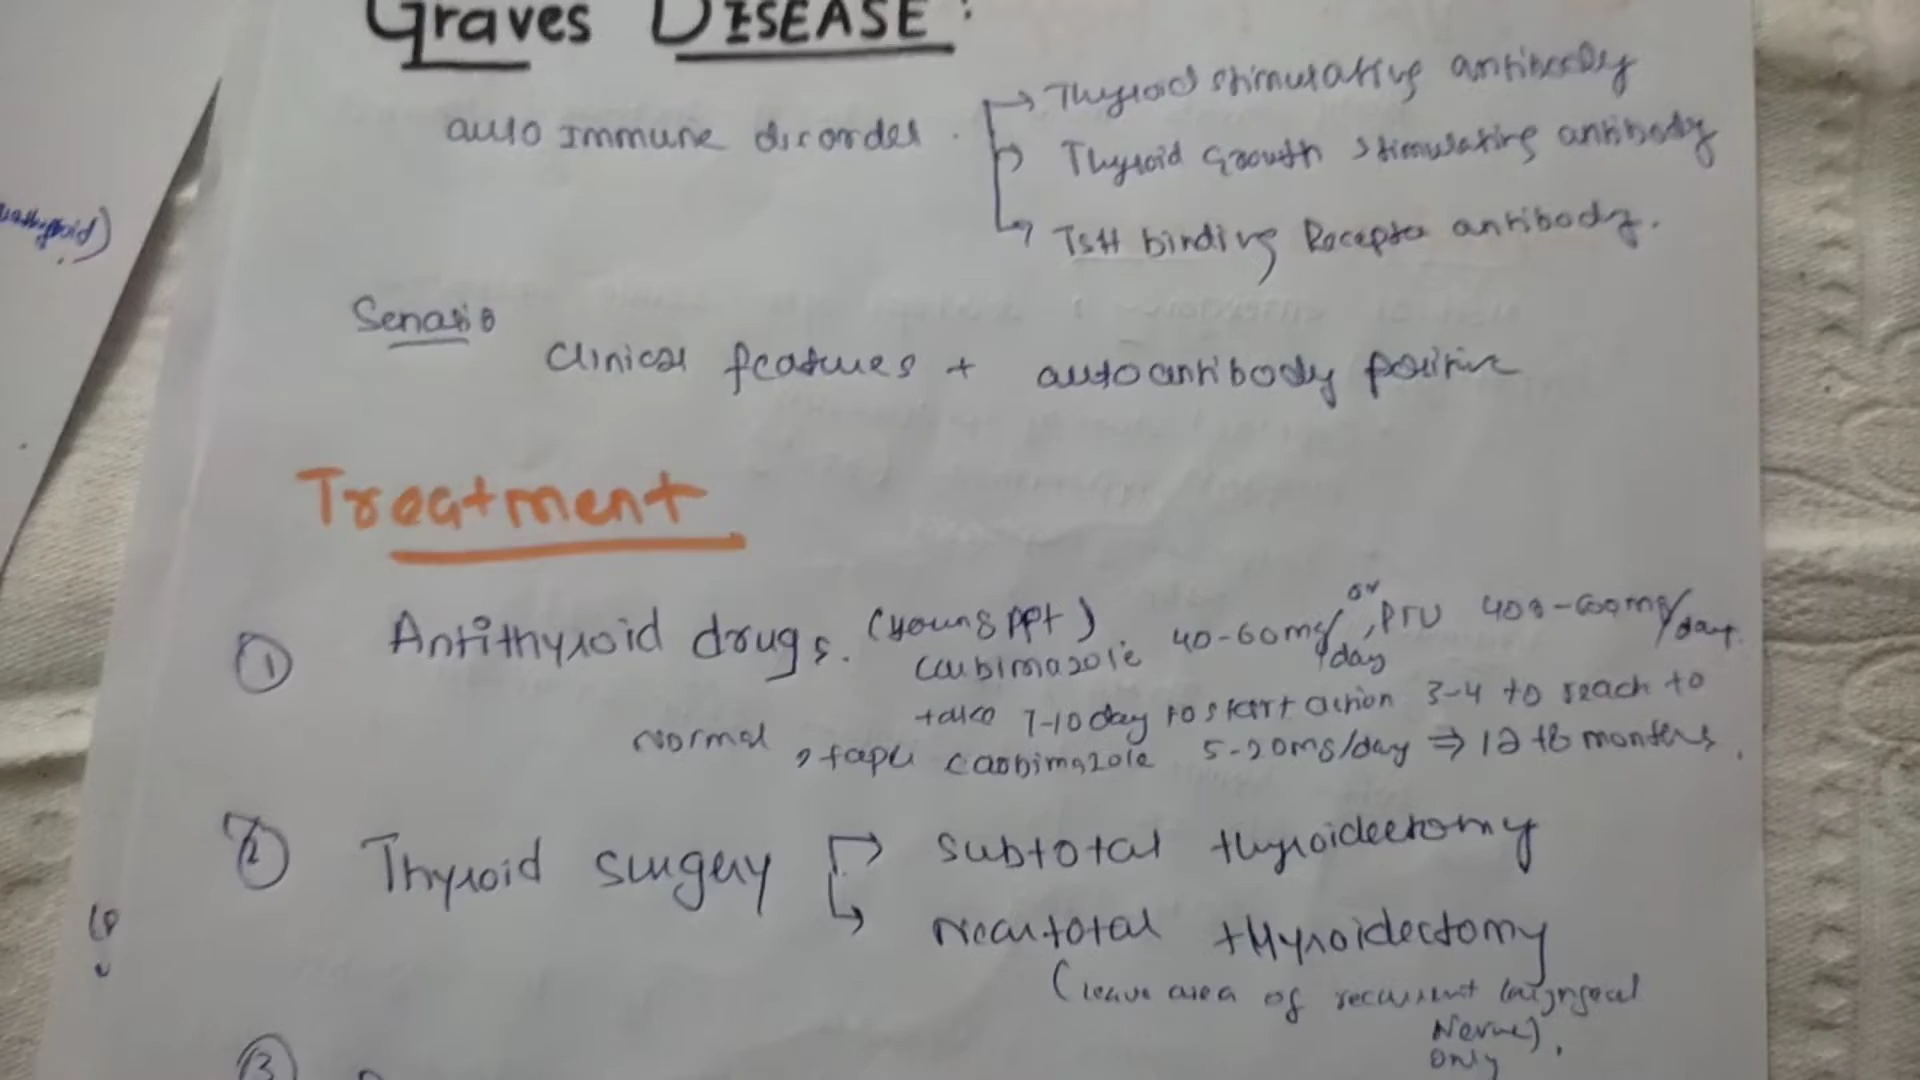 Graves DISEASE :
auto immune disorder .
→ Thyroid stimulative antibody
→ Thyroid Growth stimulating antibody
→ TSH binding Receptor antibody.
(parathyroid)
Senario
Clinical features + autoantibody positive
Treatment
① Antithyroid drugs. (young ppt)
carbimazole 40-60mg/day or, PTU 400-600mg/day.
take 7-10 day to start action 3-4 to reach to
normal , taper carbimazole 5-20mg/day ⇒ 12 18 months.
② Thyroid surgery → subtotal thyroidectomy
→ neartotal thyroidectomy
(leave area of recurrent laryngeal
Nerve).
only
③